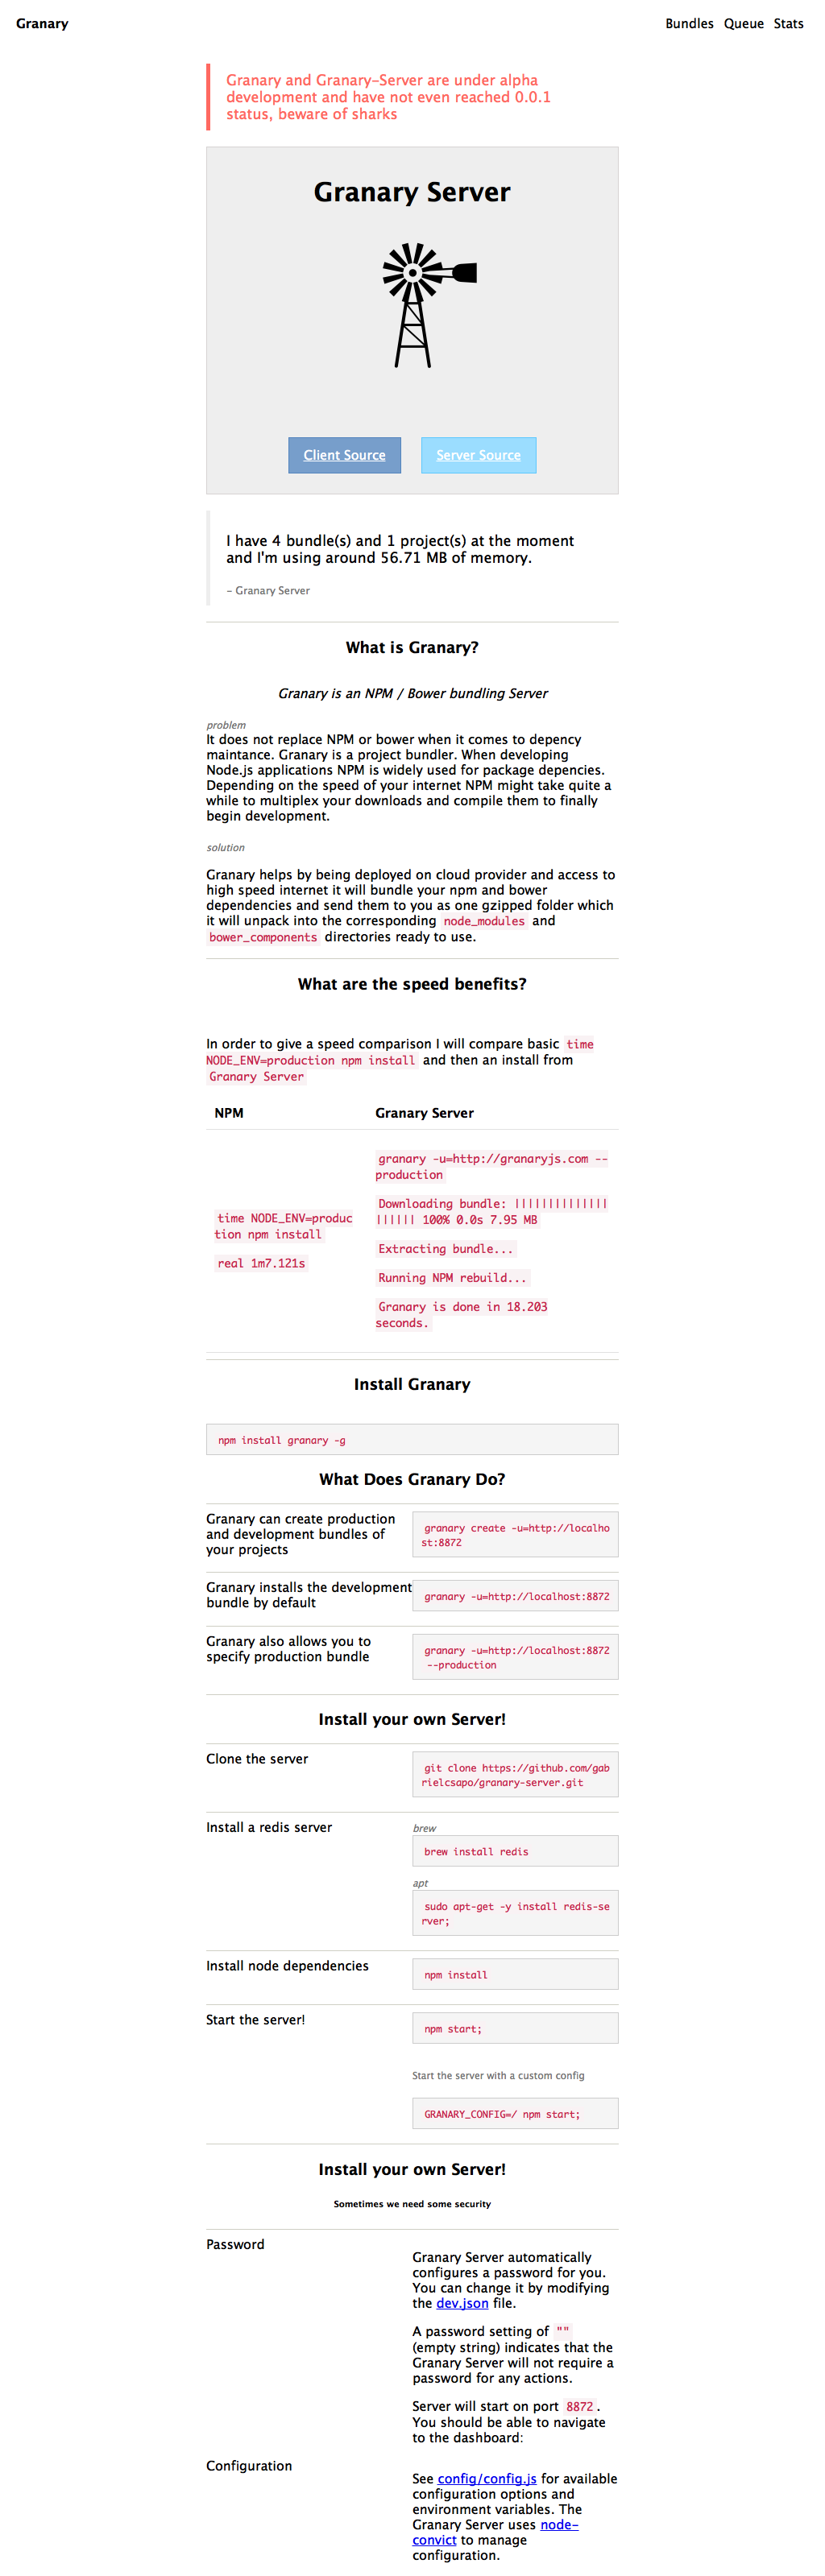 Granary
Bundles Queue Stats
Granary and Granary-Server are under alpha
development and have not even reached 0.0.1
status, beware of sharks
Granary Server
Client Source
Server Source
I have 4 bundle(s) and 1 project(s) at the moment
and I'm using around 56.71 MB of memory.
- Granary Server
What is Granary?
Granary is an NPM / Bower bundling Server
problem
It does not replace NPM or bower when it comes to depency
maintance. Granary is a project bundler. When developing
Node.js applications NPM is widely used for package depencies.
Depending on the speed of your internet NPM might take quite a
while to multiplex your downloads and compile them to finally
begin development.
solution
Granary helps by being deployed on cloud provider and access to
high speed internet it will bundle your npm and bower
dependencies and send them to you as one gzipped folder which
it will unpack into the corresponding node_modules and
bower_components directories ready to use.
What are the speed benefits?
In order to give a speed comparison I will compare basic time
NODE_ENV=production npm install and then an install from
Granary Server
NPM
Granary Server
time NODE_ENV=produc
tion npm install
real 1m7.121s
granary -u=http://granaryjs.com --
production
Downloading bundle: ||||||||||||||
|||||| 100% 0.0s 7.95 MB
Extracting bundle...
Running NPM rebuild...
Granary is done in 18.203
seconds.
Install Granary
npm install granary -g
What Does Granary Do?
Granary can create production
and development bundles of
your projects
granary create -u=http://localho
st:8872
Granary installs the development
bundle by default
granary -u=http://localhost:8872
Granary also allows you to
specify production bundle
granary -u=http://localhost:8872
--production
Install your own Server!
Clone the server
git clone https://github.com/gab
rielcsapo/granary-server.git
Install a redis server
brew
brew install redis
apt
sudo apt-get -y install redis-se
rver;
Install node dependencies
npm install
Start the server!
npm start;
Start the server with a custom config
GRANARY_CONFIG=/ npm start;
Install your own Server!
Sometimes we need some security
Password
Granary Server automatically
configures a password for you.
You can change it by modifying
the dev.json file.
A password setting of ""
(empty string) indicates that the
Granary Server will not require a
password for any actions.
Server will start on port 8872.
You should be able to navigate
to the dashboard:
Configuration
See config/config.js for available
configuration options and
environment variables. The
Granary Server uses node-
convict to manage
configuration.